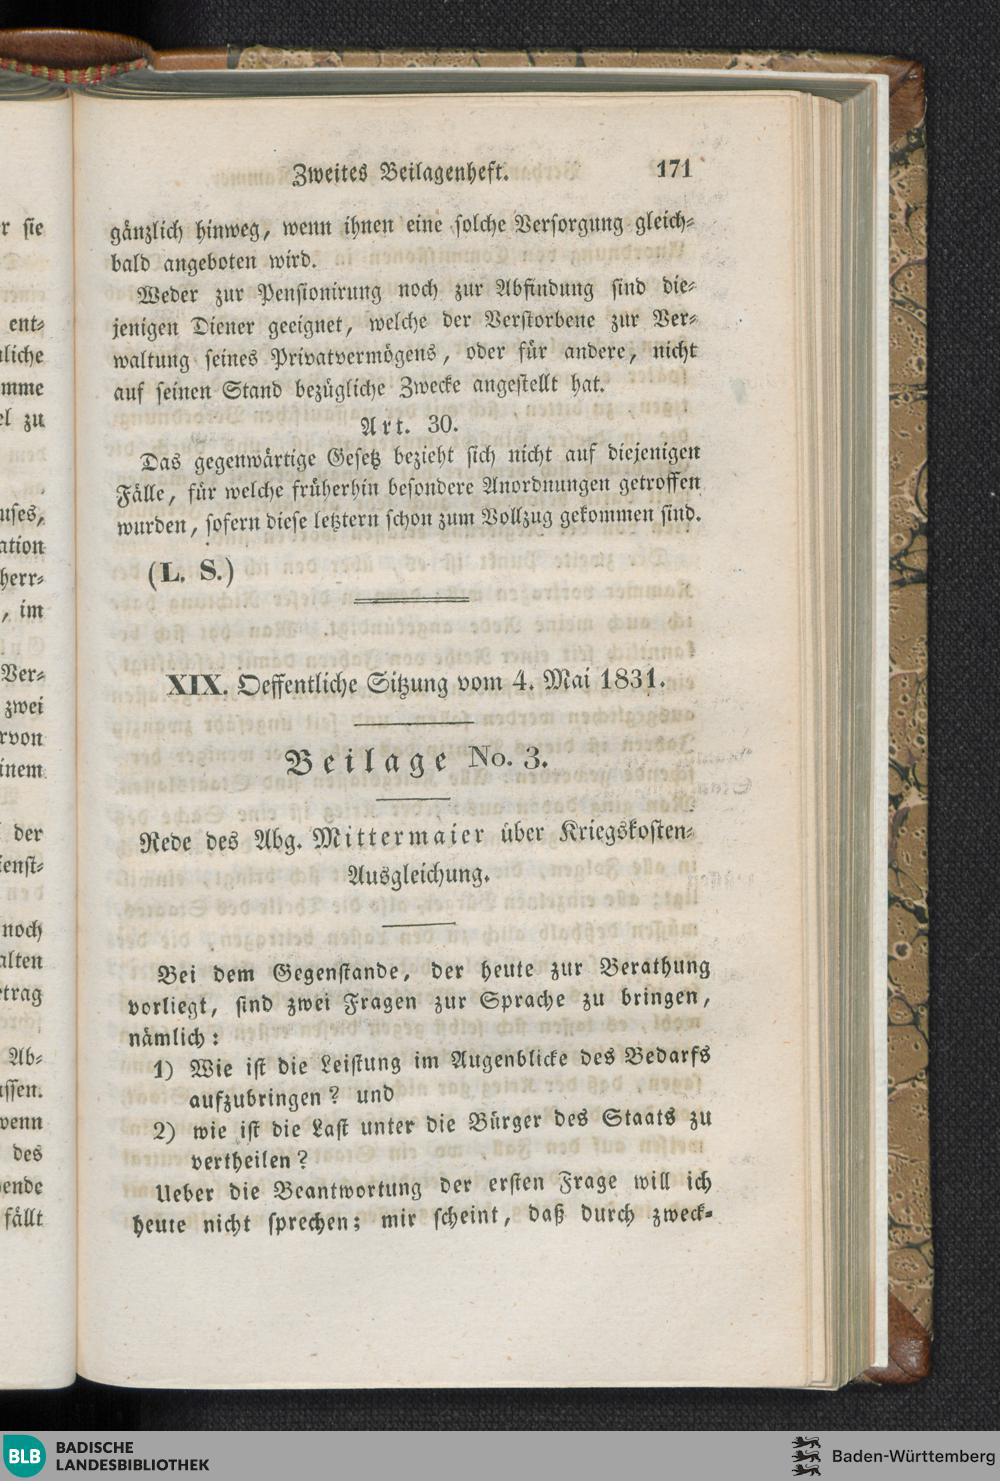 Zweites Beilagenheft. 171
gänzlich hinweg, wenn ihnen eine solche Versorgung gleich-
bald angeboten wird.
Weder zur Pensionirung noch zur Abfindung sind die-
jenigen Diener geeignet, welche der Verstorbene zur Ver-
waltung seines Privatvermögens, oder für andere, nicht
auf seinen Stand bezügliche Zwecke angestellt hat.
Art. 30.
Das gegenwärtige Gesetz bezieht sich nicht auf diejenigen
Fälle, für welche früherhin besondere Anordnungen getroffen
wurden, sofern diese letztern schon zum Vollzug gekommen sind.
(L. S.)
XIX. Oeffentliche Sitzung vom 4. Mai 1831.
Beilage No. 3.
Rede des Abg. Mittermaier über Kriegskosten-
Ausgleichung.
Bei dem Gegenstande, der heute zur Berathung
vorliegt, sind zwei Fragen zur Sprache zu bringen,
nämlich:
1) Wie ist die Leistung im Augenblicke des Bedarfs
aufzubringen? und
2) wie ist die Last unter die Bürger des Staats zu
vertheilen?
Ueber die Beantwortung der ersten Frage will ich
heute nicht sprechen; mir scheint, daß durch zweck-
BLB BADISCHE
LANDESBIBLIOTHEK
Baden-Württemberg